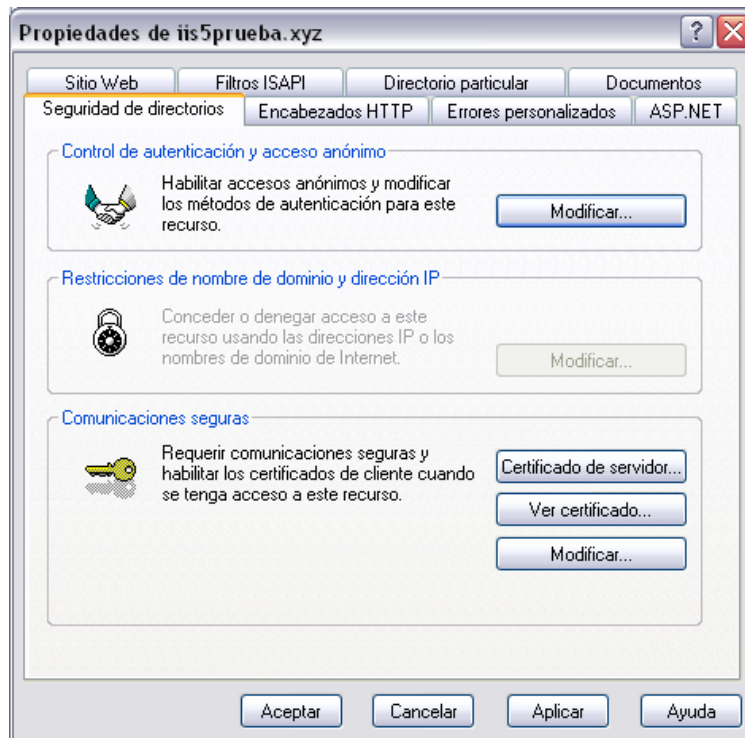 Propiedades de iis5prueba.xyz
Sitio Web
Filtros ISAPI
Directorio particular
Documentos
Seguridad de directorios
Encabezados HTTP
Errores personalizados
ASP.NET
Control de autenticación y acceso anónimo
Habilitar accesos anónimos y modificar
los métodos de autenticación para este
recurso.
Modificar...
Restricciones de nombre de dominio y dirección IP
Conceder o denegar acceso a este
recurso usando las direcciones IP o los
nombres de dominio de Internet.
Modificar...
Comunicaciones seguras
Requerir comunicaciones seguras y
habilitar los certificados de cliente cuando
se tenga acceso a este recurso.
Certificado de servidor...
Ver certificado...
Modificar...
Aceptar
Cancelar
Aplicar
Ayuda